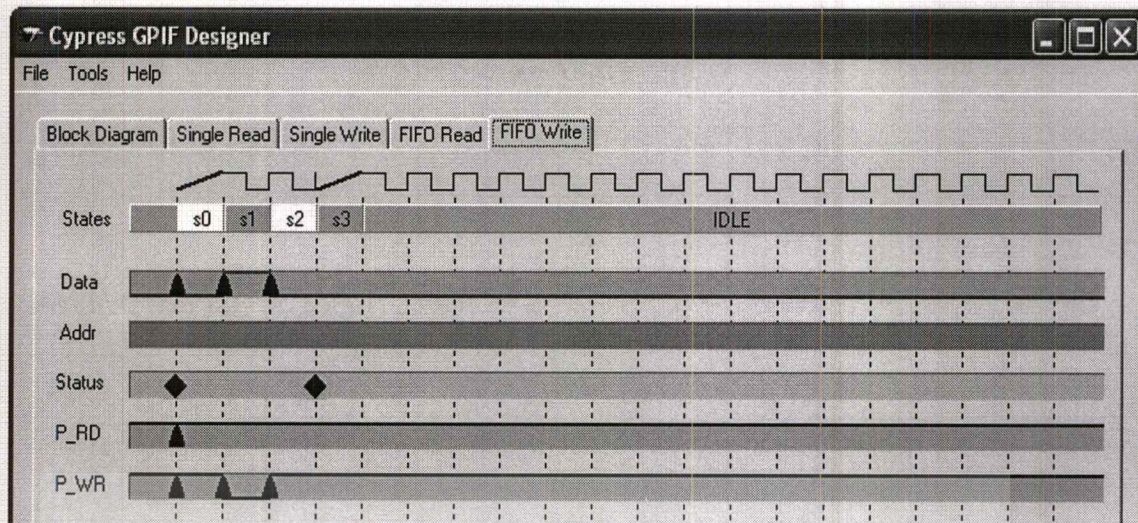 Cypress GPIF Designer
File Tools Help
Block Diagram Single Read Single Write FIFO Read FIFO Write
States s0 s1 s2 s3 IDLE
Data
Addr
Status
P_RD
P_WR